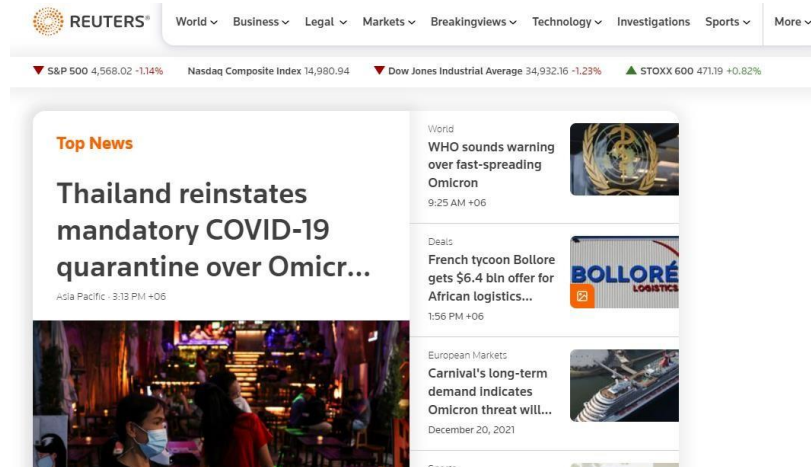 REUTERS®
World Business Legal Markets Breakingviews Technology Investigations Sports More
S&P 500 4,568.02 -1.14% Nasdaq Composite Index 14,980.94 Dow Jones Industrial Average 34,932.16 -1.23% STOXX 600 471.19 +0.82%
Top News
Thailand reinstates
mandatory COVID-19
quarantine over Omicr...
Asia Pacific · 3:13 PM +06
World
WHO sounds warning
over fast-spreading
Omicron
9:25 AM +06
Deals
French tycoon Bollore
gets $6.4 bln offer for
African logistics...
1:56 PM +06
BOLLORÉ
LOGISTICS
European Markets
Carnival's long-term
demand indicates
Omicron threat will...
December 20, 2021